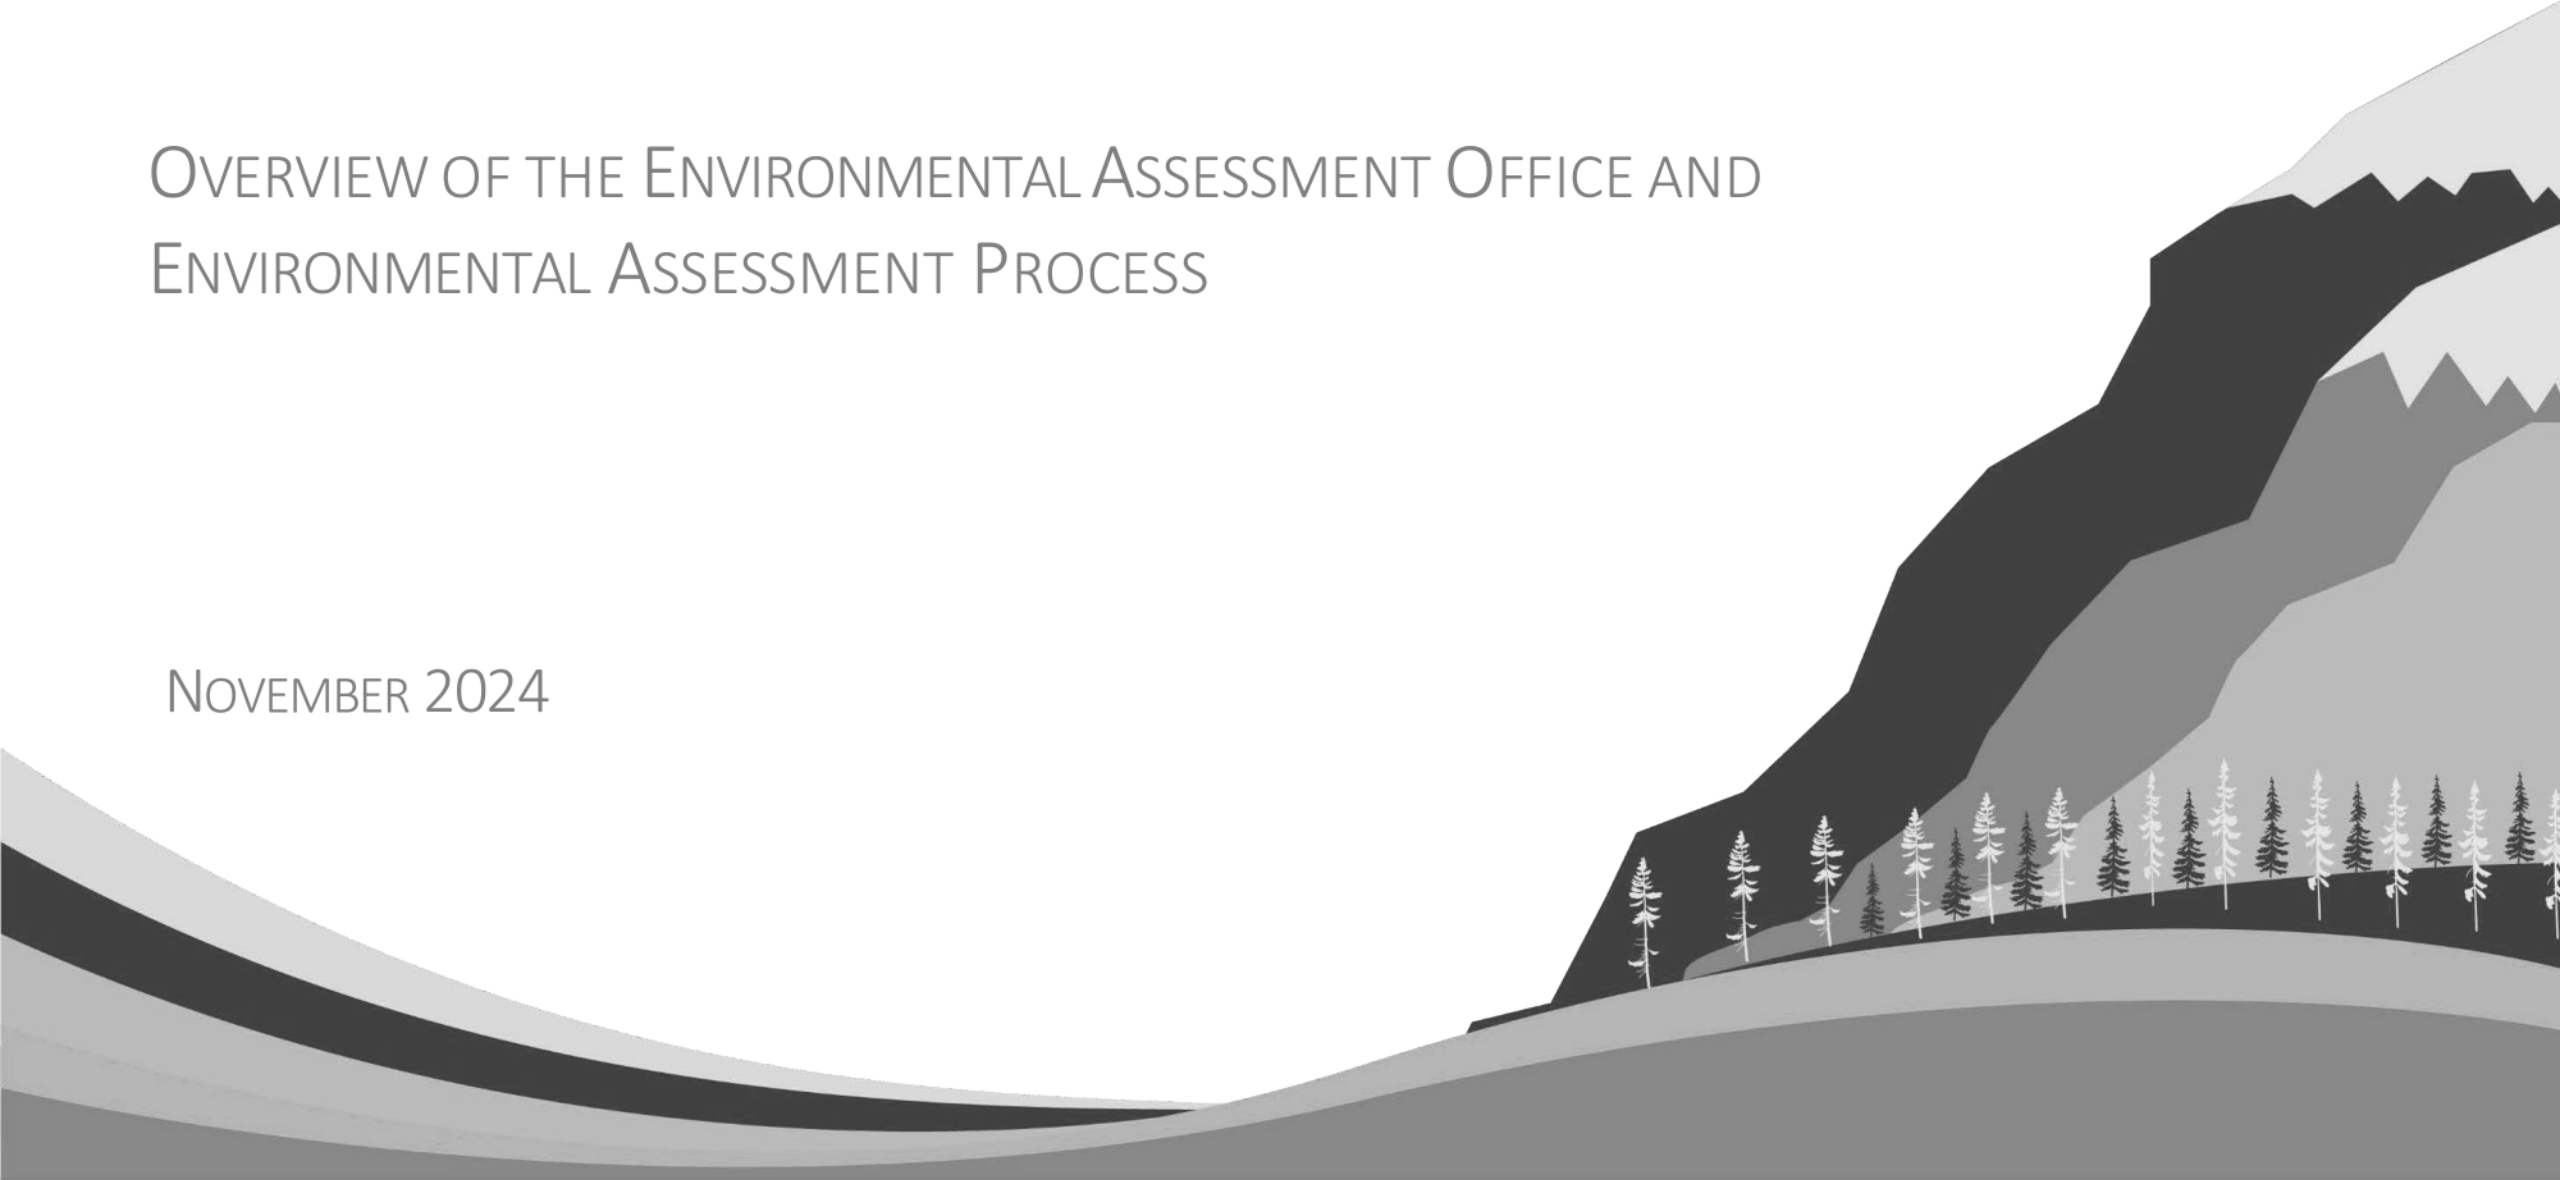 OVERVIEW OF THE ENVIRONMENTAL ASSESSMENT OFFICE AND
ENVIRONMENTAL ASSESSMENT PROCESS
NOVEMBER 2024